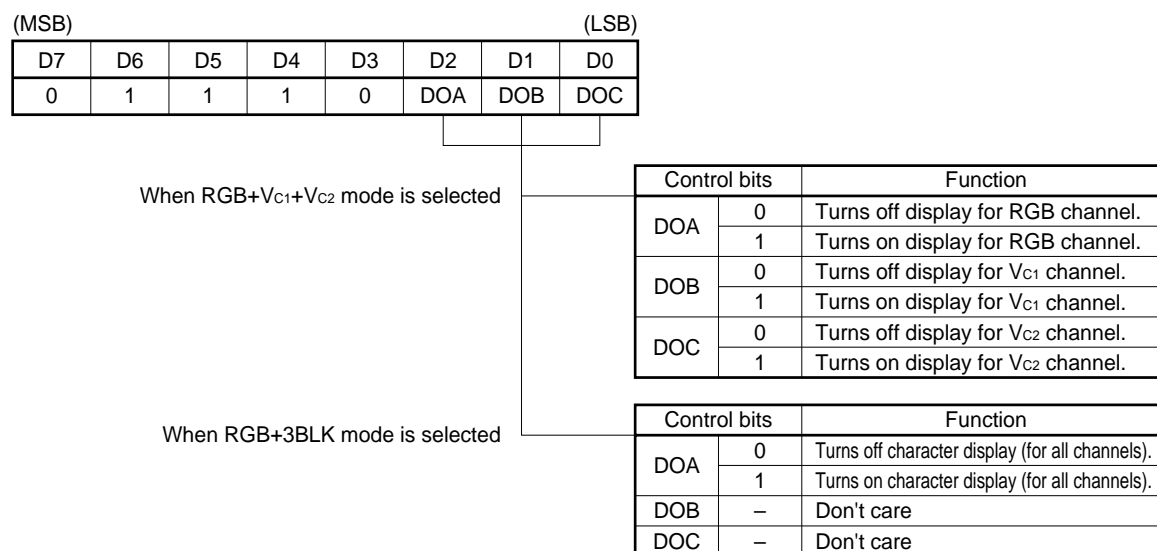 (MSB) (LSB)
D7 D6 D5 D4 D3 D2 D1 D0
0 1 1 1 0 DOA DOB DOC
When RGB+VC1+VC2 mode is selected
Control bits Function
DOA 0 Turns off display for RGB channel.
1 Turns on display for RGB channel.
DOB 0 Turns off display for VC1 channel.
1 Turns on display for VC1 channel.
DOC 0 Turns off display for VC2 channel.
1 Turns on display for VC2 channel.
When RGB+3BLK mode is selected
Control bits Function
DOA 0 Turns off character display (for all channels).
1 Turns on character display (for all channels).
DOB – Don't care
DOC – Don't care